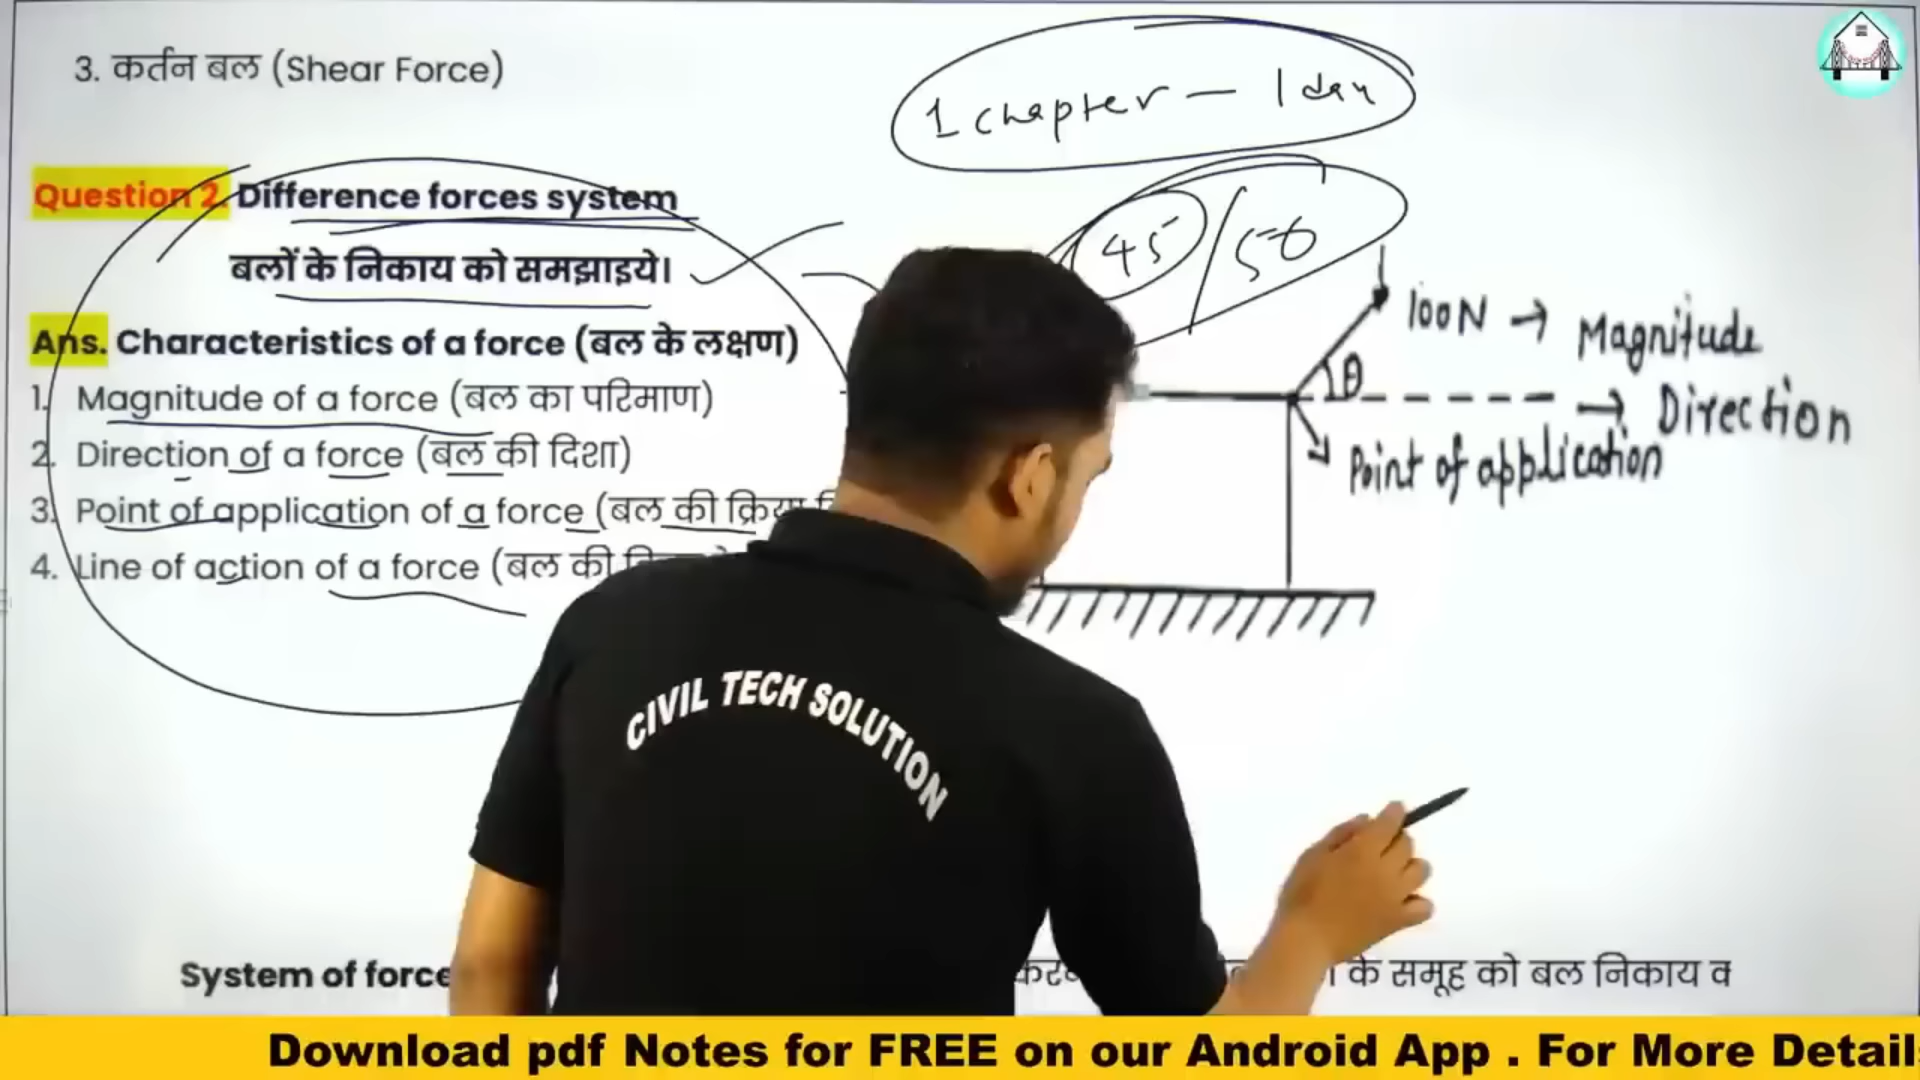 3. कर्तन बल (Shear Force)
1 chapter — 1 day
Question 2. Difference forces system
45/50
बलों के निकाय को समझाइये।
100N → Magnitude
Ans. Characteristics of a force (बल के लक्षण)
θ
1. Magnitude of a force (बल का परिमाण)
→ Direction
2. Direction of a force (बल की दिशा)
Point of application
3. Point of application of a force (बल की
4. Line of action of a force (बल की
CIVIL TECH SOLUTION
System of force
के समूह को बल निकाय
Download pdf Notes for FREE on our Android App . For More Detail